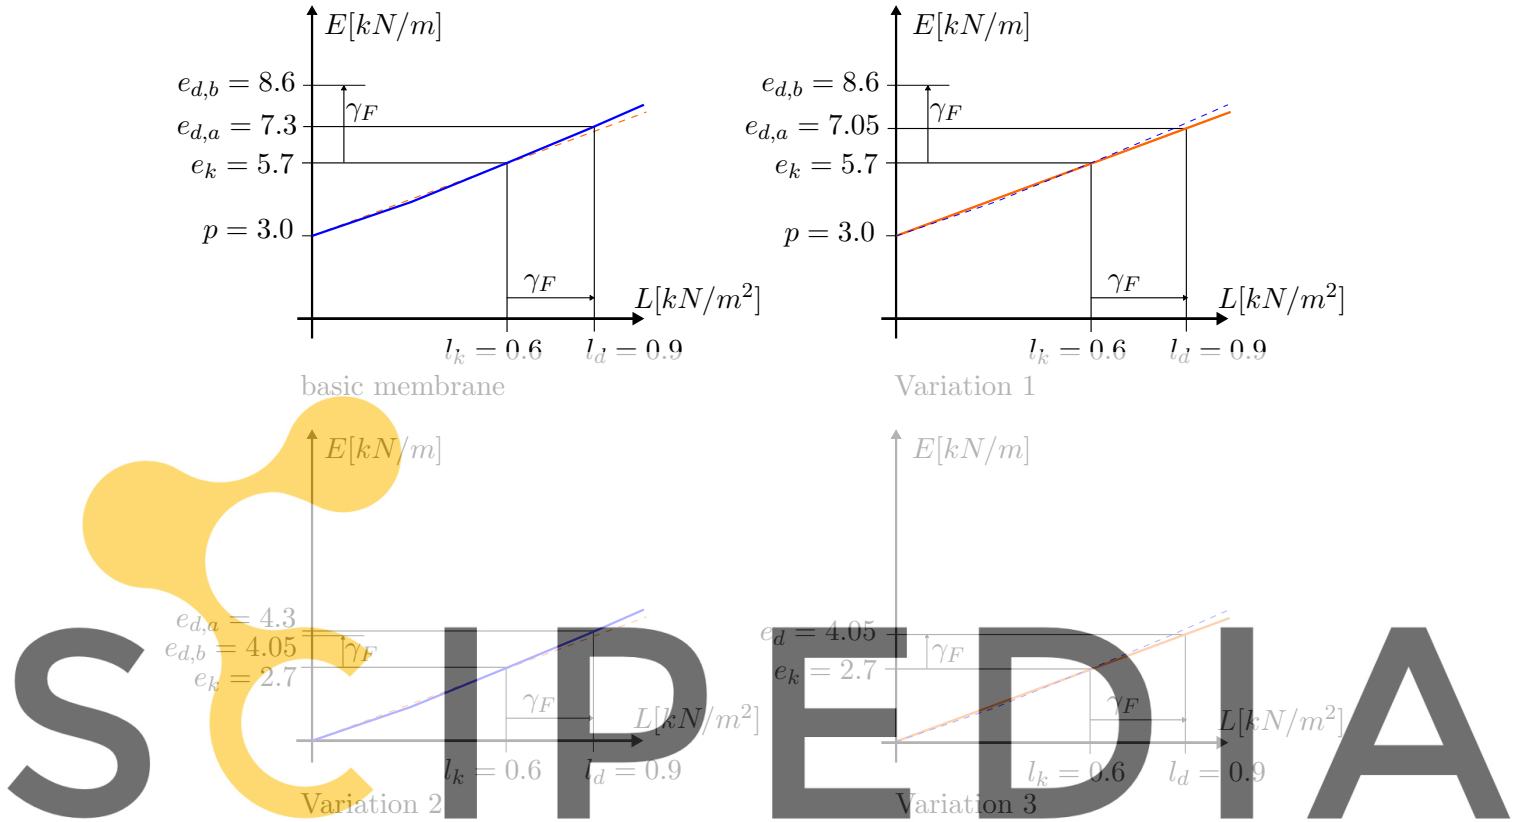 E[kN/m]
e_{d,b} = 8.6
γ_F
e_{d,a} = 7.3
e_k = 5.7
p = 3.0
γ_F
L[kN/m²]
l_k = 0.6
l_d = 0.9
basic membrane
E[kN/m]
e_{d,b} = 8.6
γ_F
e_{d,a} = 7.05
e_k = 5.7
p = 3.0
γ_F
L[kN/m²]
l_k = 0.6
l_d = 0.9
Variation 1
E[kN/m]
e_{d,a} = 4.3
e_{d,b} = 4.05
γ_F
e_k = 2.7
γ_F
L[kN/m²]
l_k = 0.6
l_d = 0.9
Variation 2
E[kN/m]
e_d = 4.05
γ_F
e_k = 2.7
γ_F
L[kN/m²]
l_k = 0.6
l_d = 0.9
Variation 3
SCIPEDIA